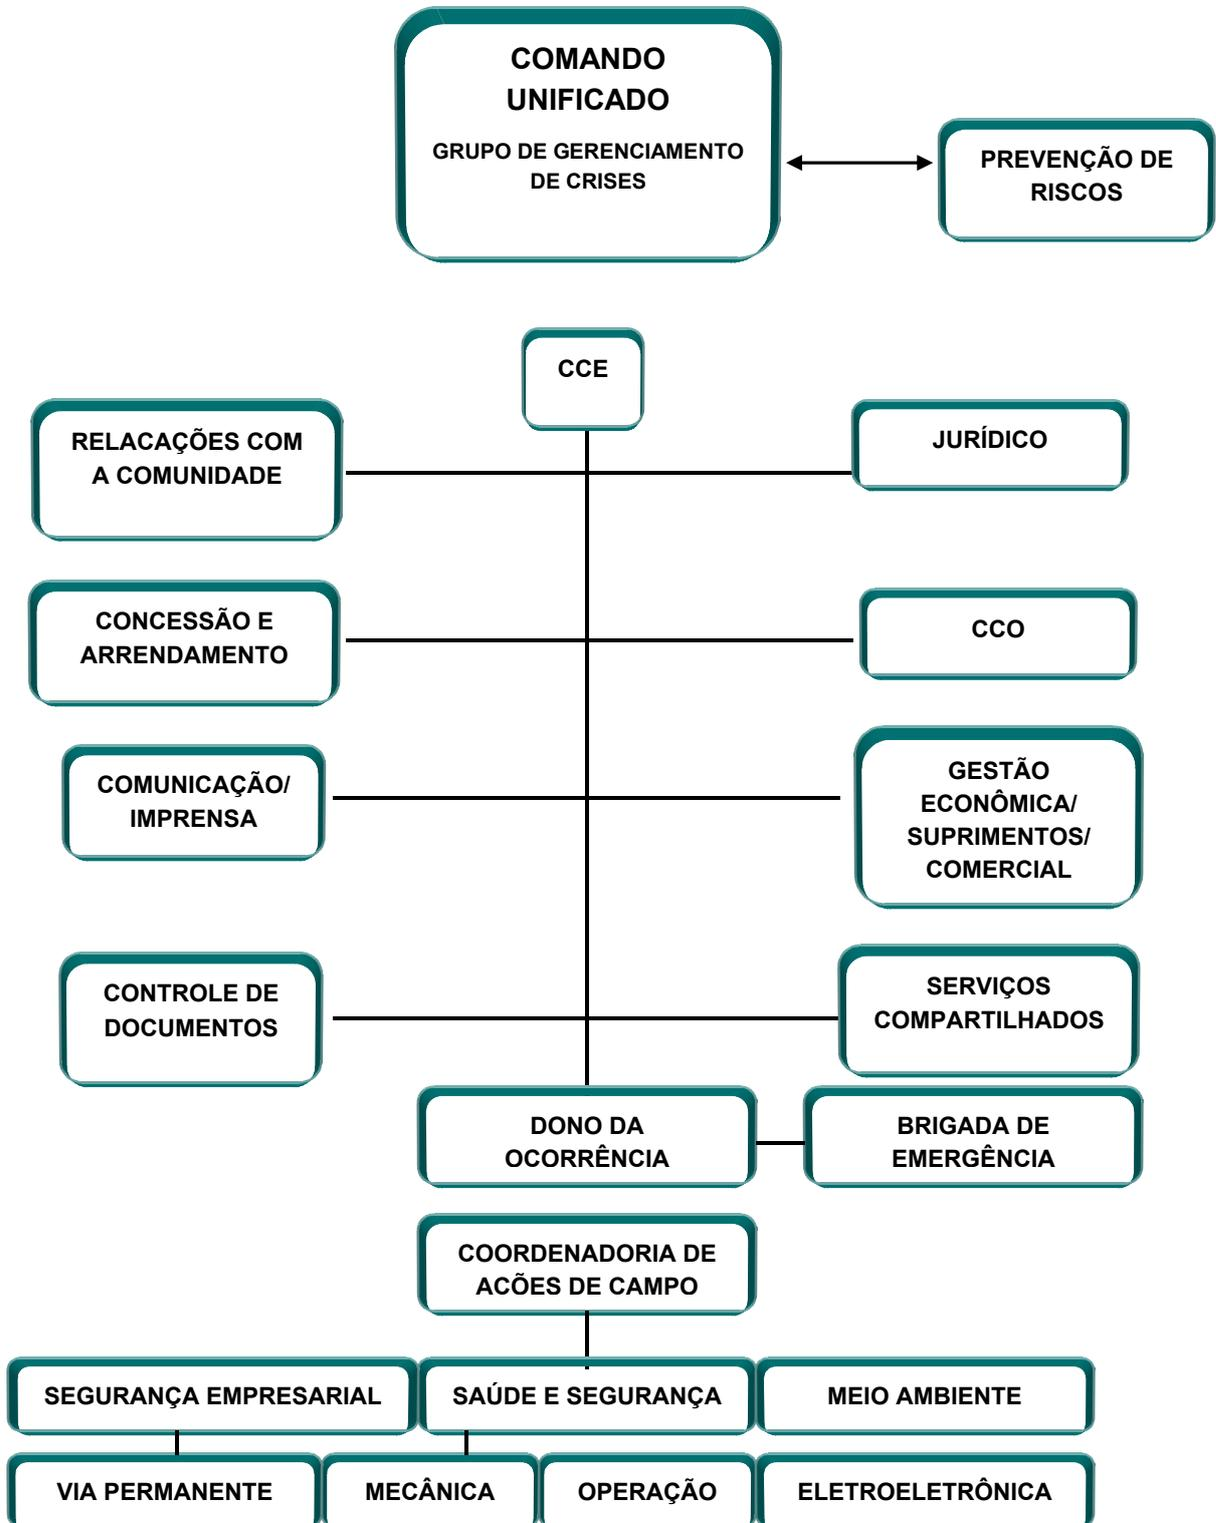 COMANDO
UNIFICADO
GRUPO DE GERENCIAMENTO
DE CRISES
PREVENÇÃO DE
RISCOS
CCE
RELACAÇÕES COM
A COMUNIDADE
JURÍDICO
CONCESSÃO E
ARRENDAMENTO
CCO
COMUNICAÇÃO/
IMPRENSA
GESTÃO
ECONÔMICA/
SUPRIMENTOS/
COMERCIAL
CONTROLE DE
DOCUMENTOS
SERVIÇOS
COMPARTILHADOS
DONO DA
OCORRÊNCIA
BRIGADA DE
EMERGÊNCIA
COORDENADORIA DE
ACÕES DE CAMPO
SEGURANÇA EMPRESARIAL
SAÚDE E SEGURANÇA
MEIO AMBIENTE
VIA PERMANENTE
MECÂNICA
OPERAÇÃO
ELETROELETRÔNICA